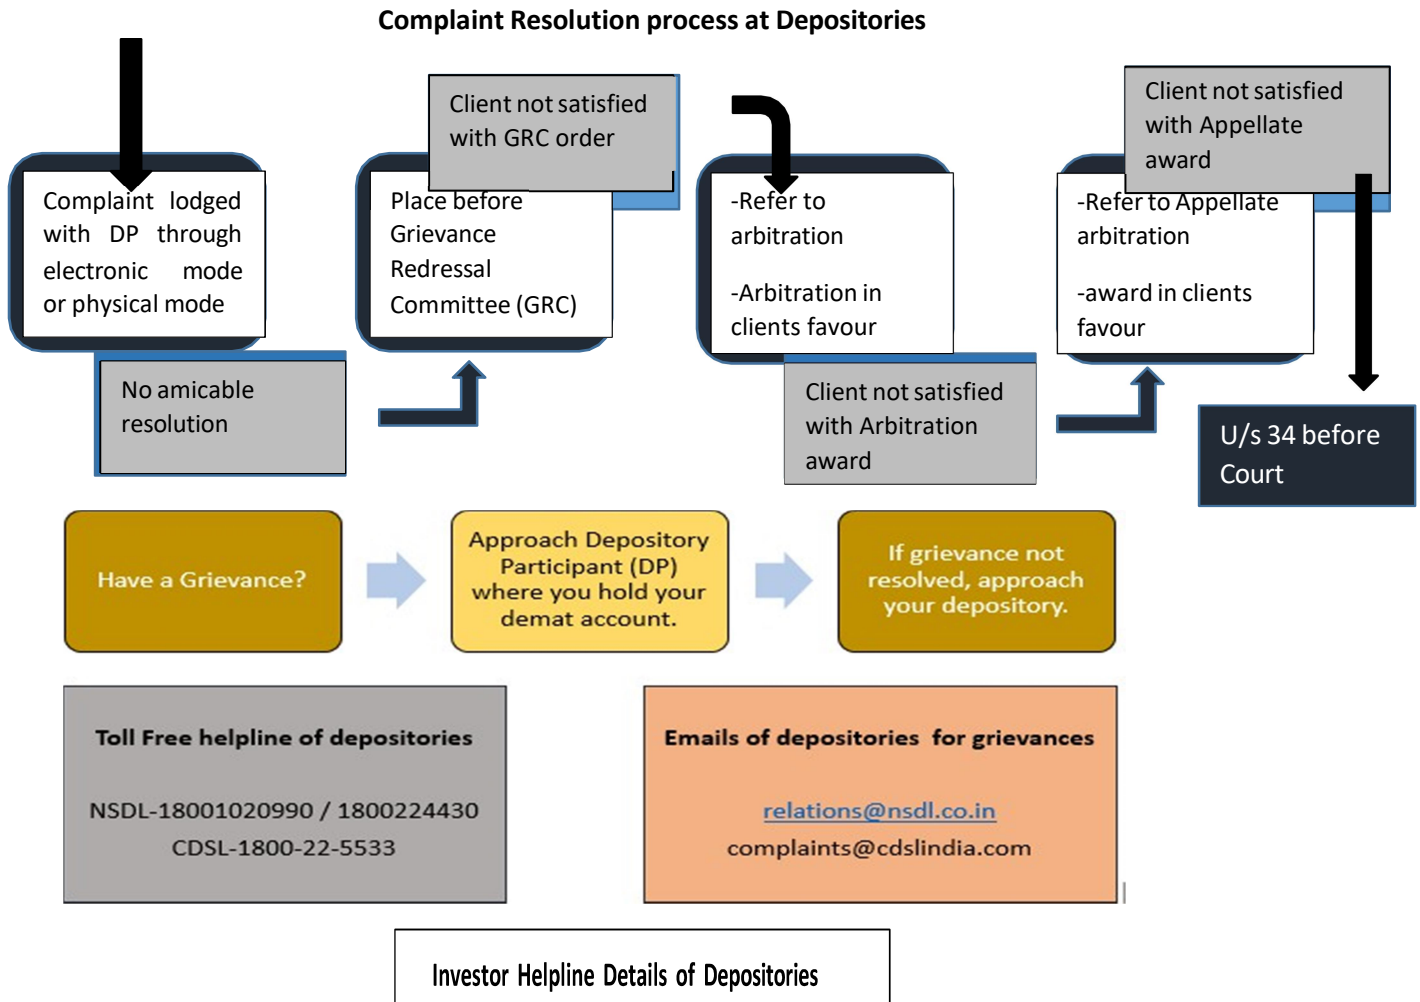 Complaint Resolution process at Depositories
Complaint lodged
with DP through
electronic mode
or physical mode
No amicable
resolution
Place before
Grievance
Redressal
Committee (GRC)
Client not satisfied
with GRC order
-Refer to
arbitration
-Arbitration in
clients favour
Client not satisfied
with Arbitration
award
-Refer to Appellate
arbitration
-award in clients
favour
Client not satisfied
with Appellate
award
U/s 34 before
Court
Have a Grievance?
Approach Depository
Participant (DP)
where you hold your
demat account.
If grievance not
resolved, approach
your depository.
Toll Free helpline of depositories
NSDL-18001020990 / 1800224430
CDSL-1800-22-5533
Emails of depositories for grievances
relations@nsdl.co.in
complaints@cdslindia.com
Investor Helpline Details of Depositories